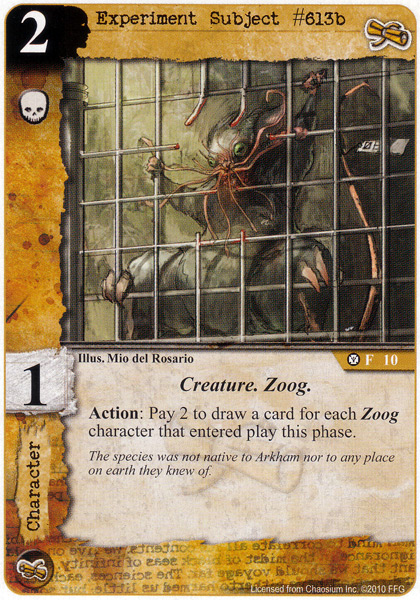 2
Experiment Subject #613b
Illus. Mio del Rosario
F 10
1
Creature. Zoog.
Action: Pay 2 to draw a card for each Zoog
character that entered play this phase.
The species was not native to Arkham nor to any place
on earth they knew of.
Character
Licensed from Chaosium Inc. ©2010 FFG